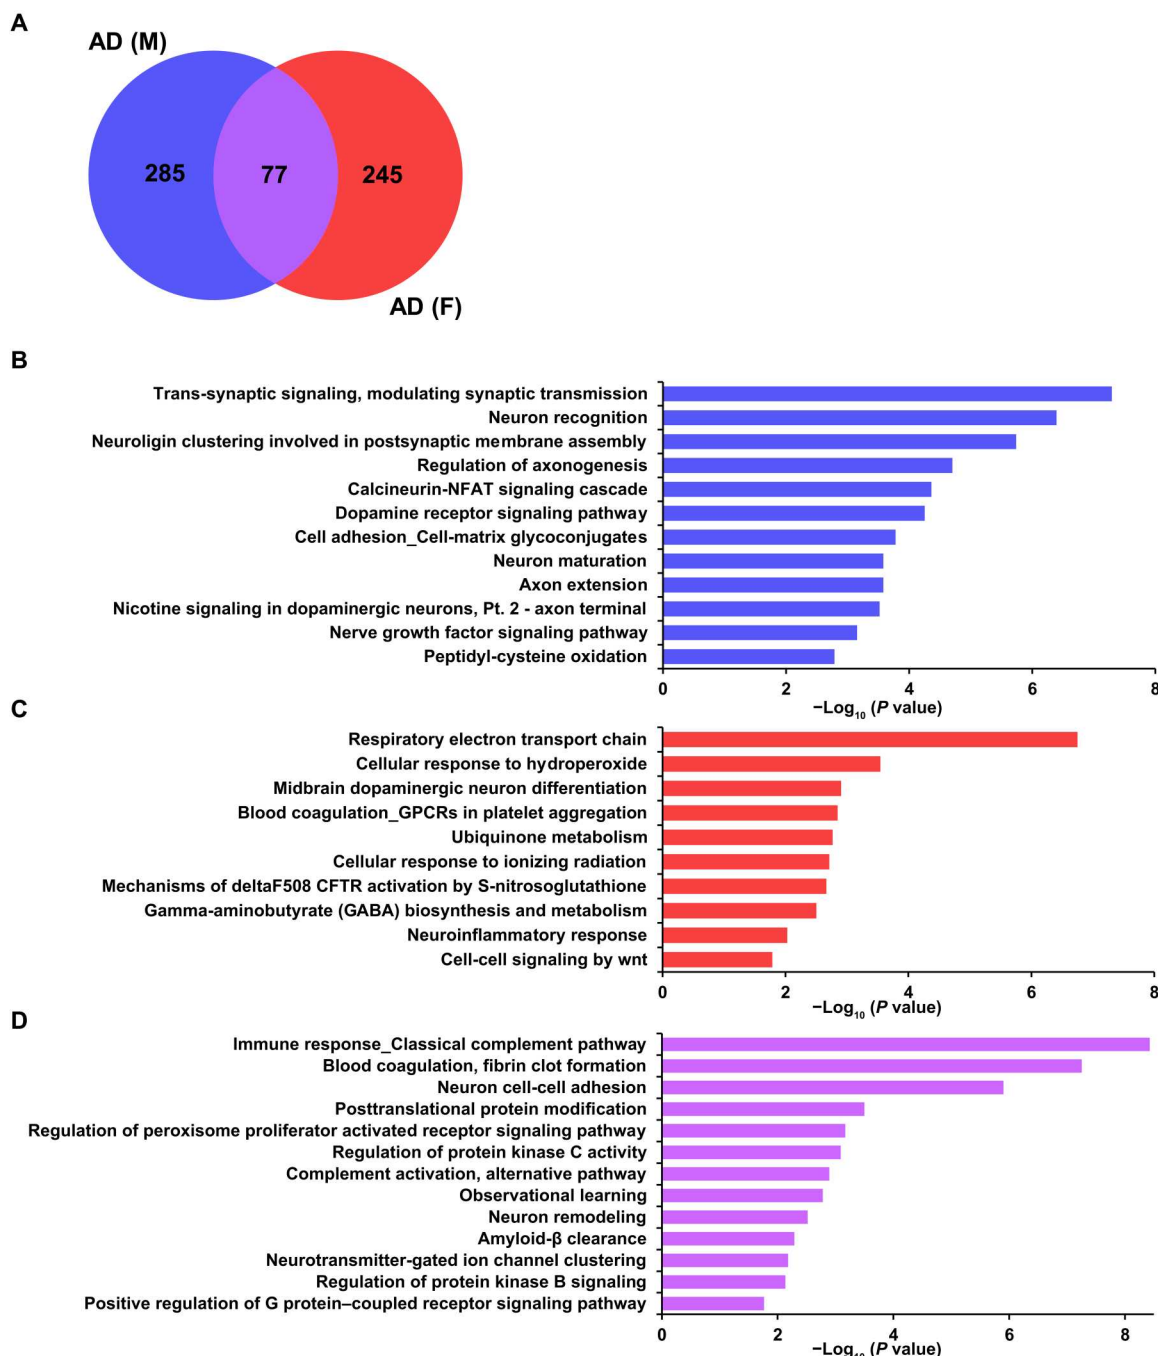 A
AD (M)
285
77
245
AD (F)
B
Trans-synaptic signaling, modulating synaptic transmission
Neuron recognition
Neuroligin clustering involved in postsynaptic membrane assembly
Regulation of axonogenesis
Calcineurin-NFAT signaling cascade
Dopamine receptor signaling pathway
Cell adhesion_Cell-matrix glycoconjugates
Neuron maturation
Axon extension
Nicotine signaling in dopaminergic neurons, Pt. 2 - axon terminal
Nerve growth factor signaling pathway
Peptidyl-cysteine oxidation
0 2 4 6 8
−Log₁₀ (P value)
C
Respiratory electron transport chain
Cellular response to hydroperoxide
Midbrain dopaminergic neuron differentiation
Blood coagulation_GPCRs in platelet aggregation
Ubiquinone metabolism
Cellular response to ionizing radiation
Mechanisms of deltaF508 CFTR activation by S-nitrosoglutathione
Gamma-aminobutyrate (GABA) biosynthesis and metabolism
Neuroinflammatory response
Cell-cell signaling by wnt
0 2 4 6 8
−Log₁₀ (P value)
D
Immune response_Classical complement pathway
Blood coagulation, fibrin clot formation
Neuron cell-cell adhesion
Posttranslational protein modification
Regulation of peroxisome proliferator activated receptor signaling pathway
Regulation of protein kinase C activity
Complement activation, alternative pathway
Observational learning
Neuron remodeling
Amyloid-β clearance
Neurotransmitter-gated ion channel clustering
Regulation of protein kinase B signaling
Positive regulation of G protein–coupled receptor signaling pathway
0 2 4 6 8
−Log₁₀ (P value)